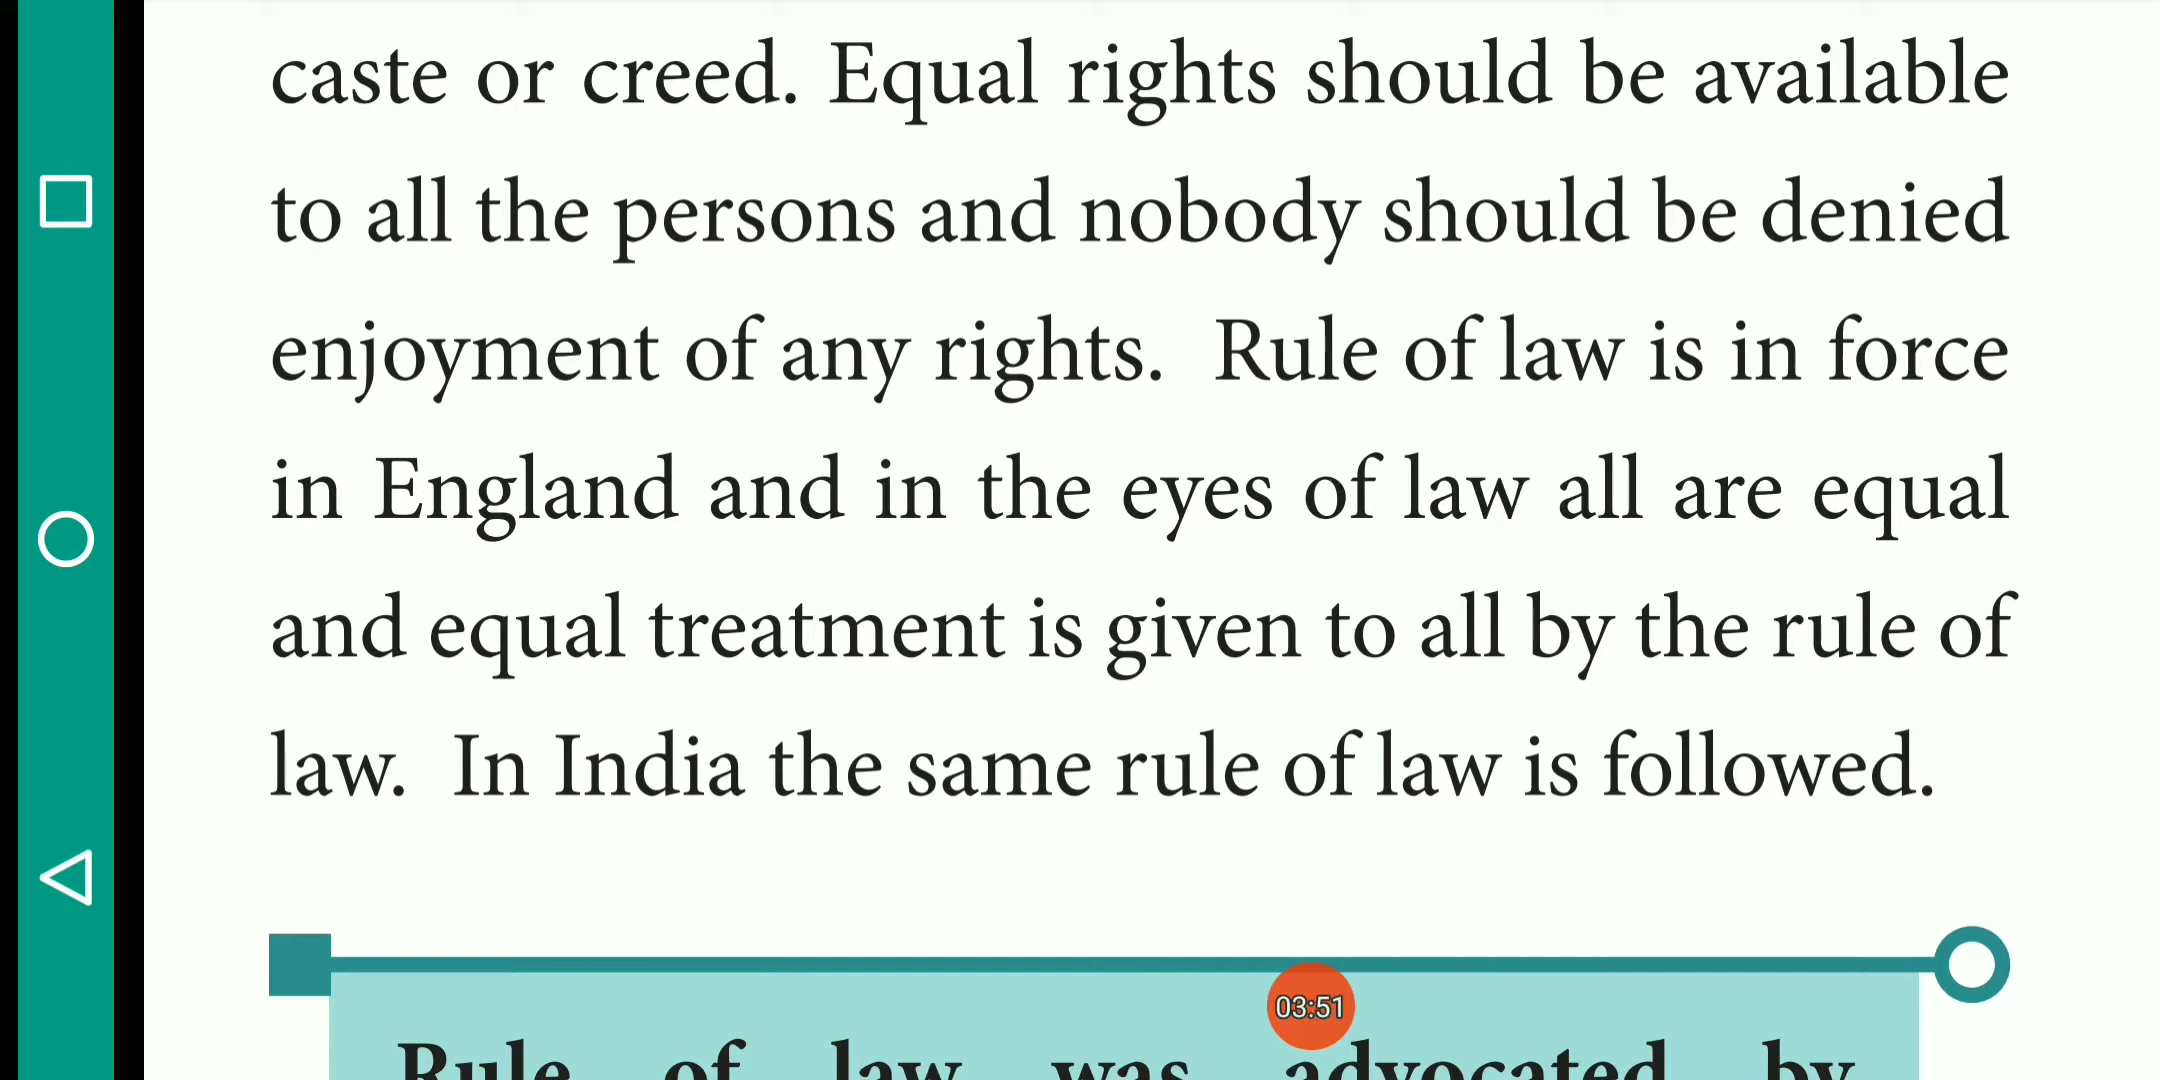 caste or creed. Equal rights should be available
to all the persons and nobody should be denied
enjoyment of any rights.  Rule of law is in force
in England and in the eyes of law all are equal
and equal treatment is given to all by the rule of
law.  In India the same rule of law is followed.
03:51
Rule of law was advocated by